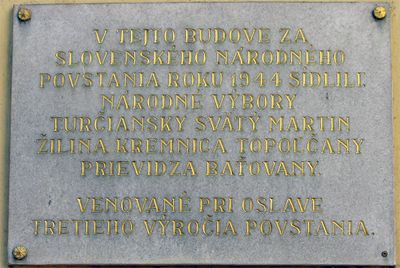 V TEJTO BUDOVE ZA
SLOVENSKÉHO NÁRODNÉHO
POVSTANIA ROKU 1944 SÍDLILI
NÁRODNÉ VÝBORY
TURČIANSKÝ SVÄTÝ MARTIN
ŽILINA KREMNICA TOPOĽČANY
PRIEVIDZA BAŤOVANY.
VENOVANÉ PRI OSLAVE
TRETIEHO VÝROČIA POVSTANIA.